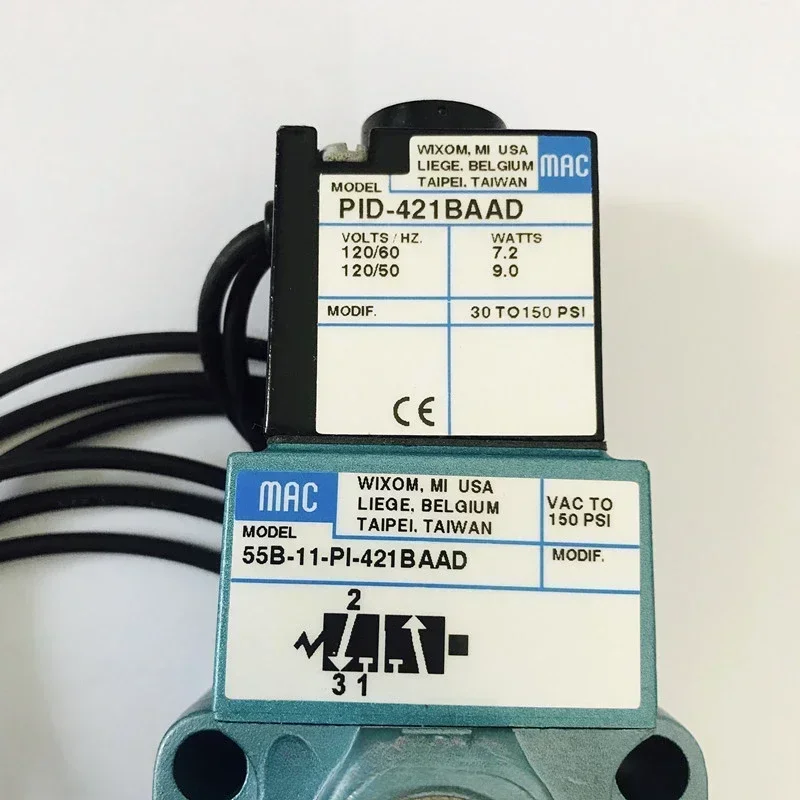 WIXOM, MI USA
LIEGE, BELGIUM
TAIPEI, TAIWAN
MAC
MODEL
PID-421BAAD
VOLTS / HZ. WATTS
120/60 7.2
120/50 9.0
MODIF. 30 TO 150 PSI
CE
MAC
WIXOM, MI USA
LIEGE, BELGIUM
TAIPEI, TAIWAN
VAC TO
150 PSI
MODEL
55B-11-PI-421BAAD
MODIF.
2
3 1